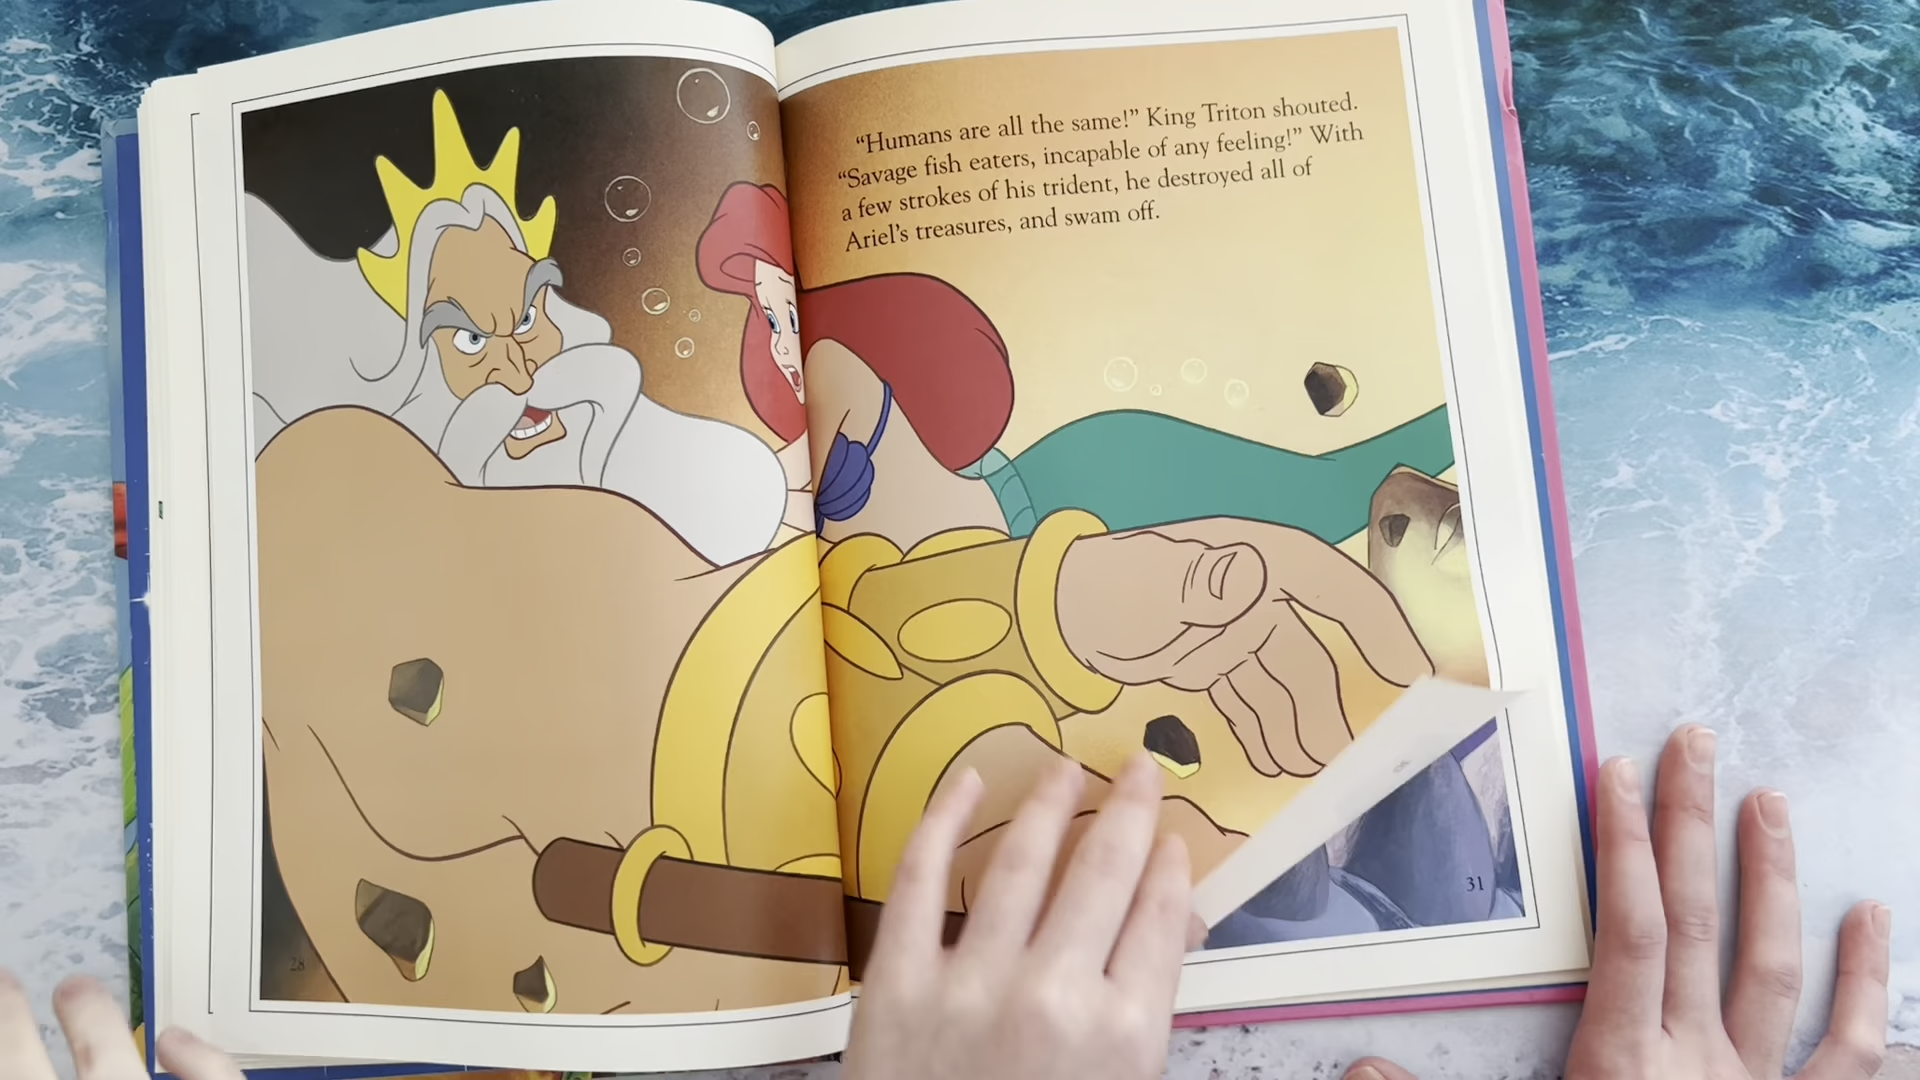 “Humans are all the same!” King Triton shouted.
“Savage fish eaters, incapable of any feeling!” With
a few strokes of his trident, he destroyed all of
Ariel’s treasures, and swam off.
28
31